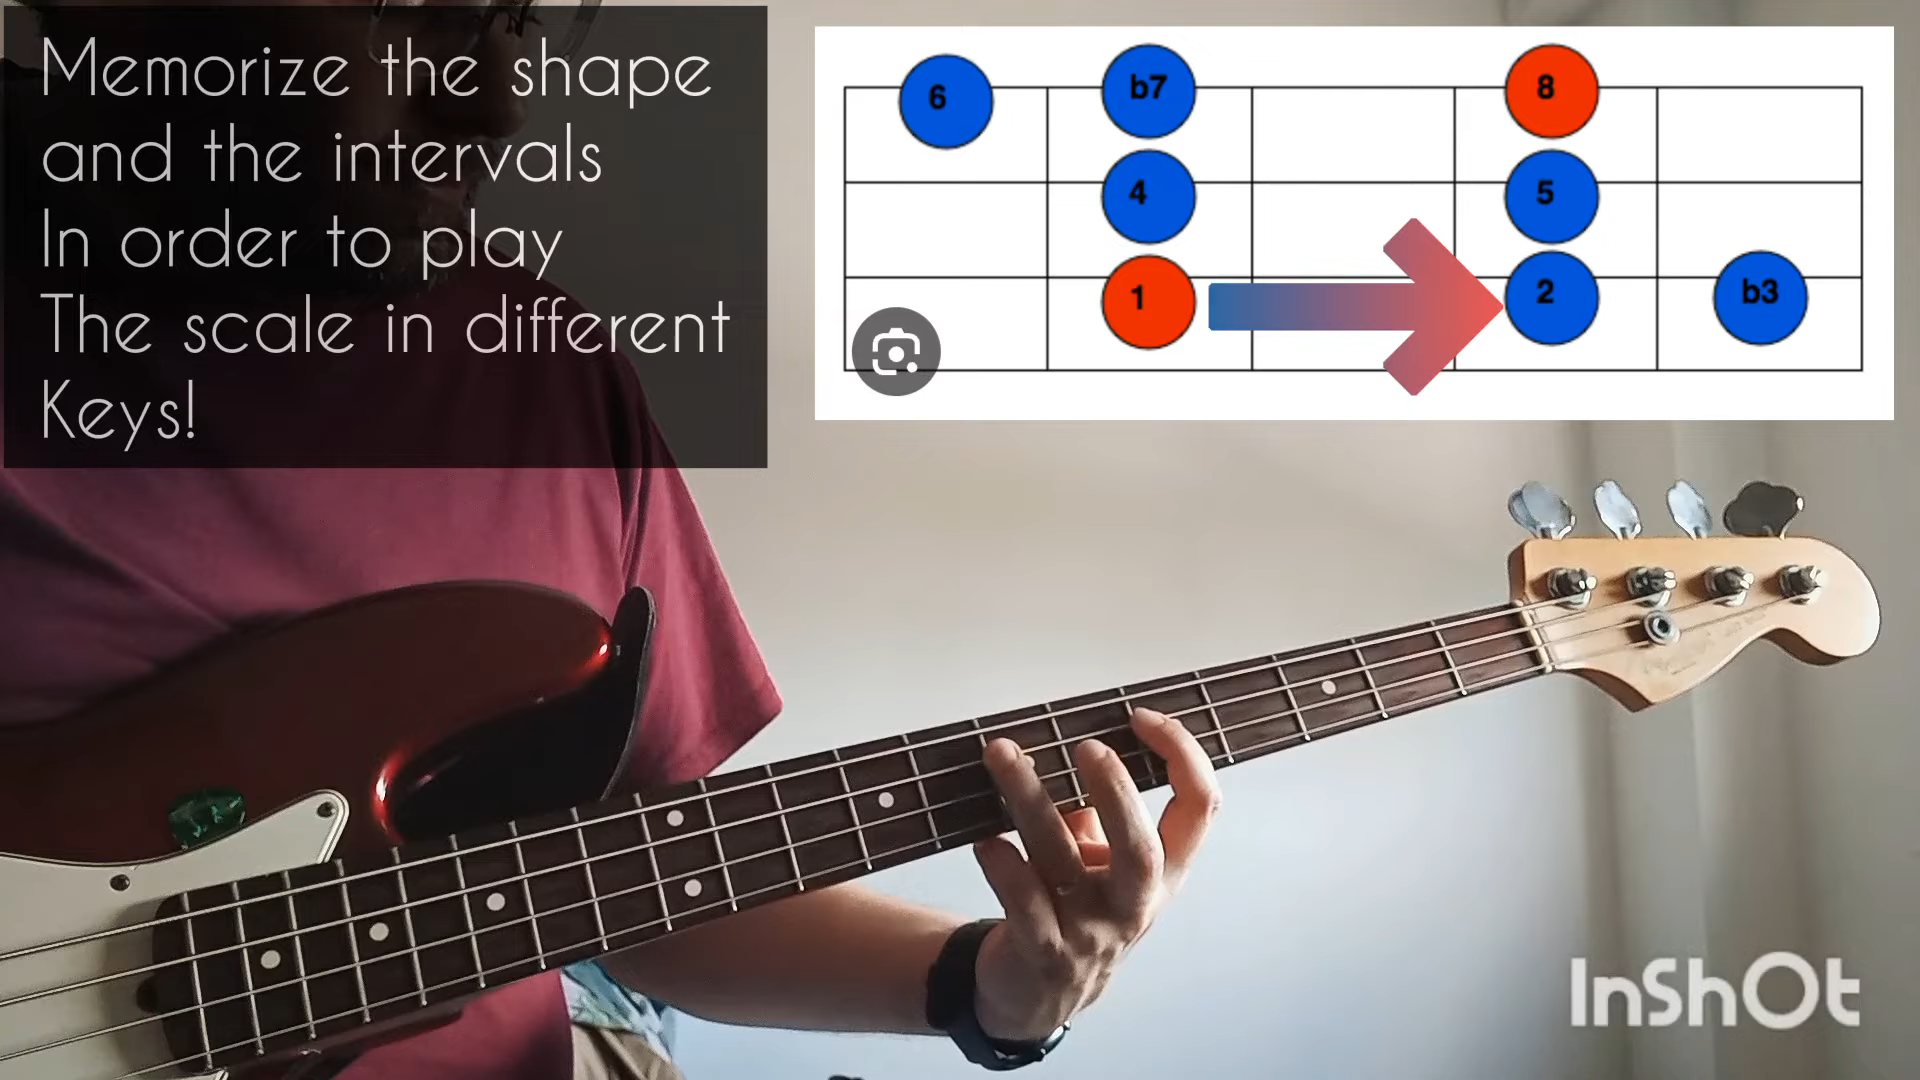 Memorize the shape
and the intervals
In order to play
The scale in different
Keys!
6 b7 8
4 5
1 2 b3
InShOt